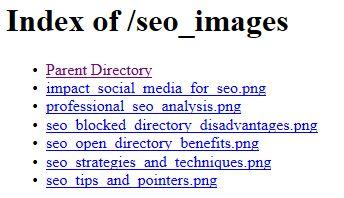 Index of /seo_images
Parent Directory
impact_social_media_for_seo.png
professional_seo_analysis.png
seo_blocked_directory_disadvantages.png
seo_open_directory_benefits.png
seo_strategies_and_techniques.png
seo_tips_and_pointers.png